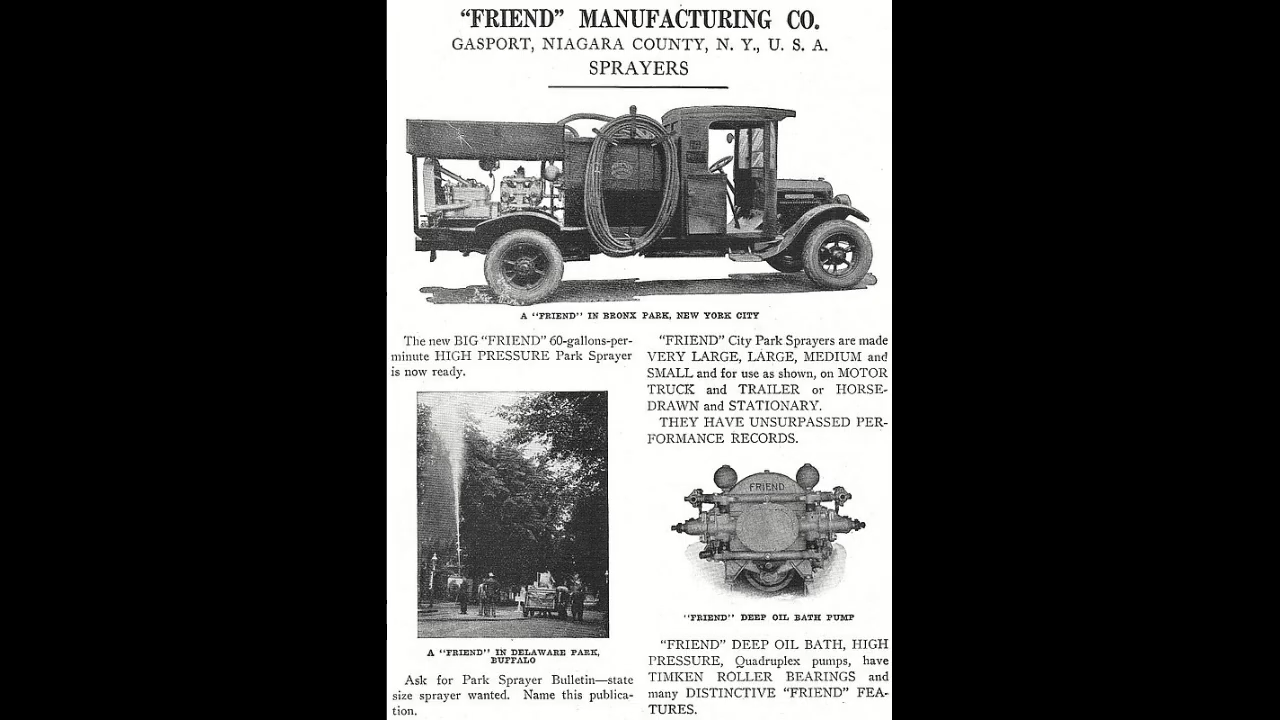 "FRIEND" MANUFACTURING CO.
GASPORT, NIAGARA COUNTY, N. Y., U. S. A.
SPRAYERS
A "FRIEND" IN BRONX PARK, NEW YORK CITY
The new BIG "FRIEND" 60-gallons-per-
minute HIGH PRESSURE Park Sprayer
is now ready.
A "FRIEND" IN DELAWARE PARK,
BUFFALO
Ask for Park Sprayer Bulletin—state
size sprayer wanted. Name this publica-
tion.
"FRIEND" City Park Sprayers are made
VERY LARGE, LARGE, MEDIUM and
SMALL and for use as shown, on MOTOR
TRUCK and TRAILER or HORSE-
DRAWN and STATIONARY.
THEY HAVE UNSURPASSED PER-
FORMANCE RECORDS.
FRIEND
"FRIEND" DEEP OIL BATH PUMP
"FRIEND" DEEP OIL BATH, HIGH
PRESSURE, Quadruplex pumps, have
TIMKEN ROLLER BEARINGS and
many DISTINCTIVE "FRIEND" FEA-
TURES.